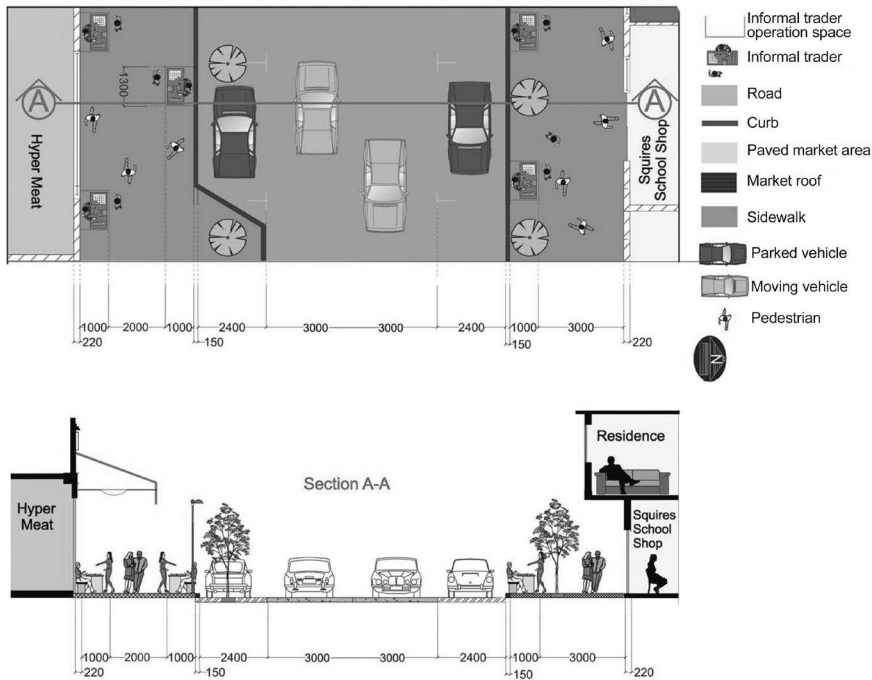 Informal trader
operation space
Informal trader
Road
Curb
Paved market area
Market roof
Sidewalk
Parked vehicle
Moving vehicle
Pedestrian
N
A
A
1300
Hyper Meat
Squires
School Shop
1000 2000 1000 2400 3000 3000 2400 1000 3000
220 150 150 220
Section A-A
Residence
Hyper
Meat
Squires
School
Shop
1000 2000 1000 2400 3000 3000 2400 1000 3000
220 150 150 220